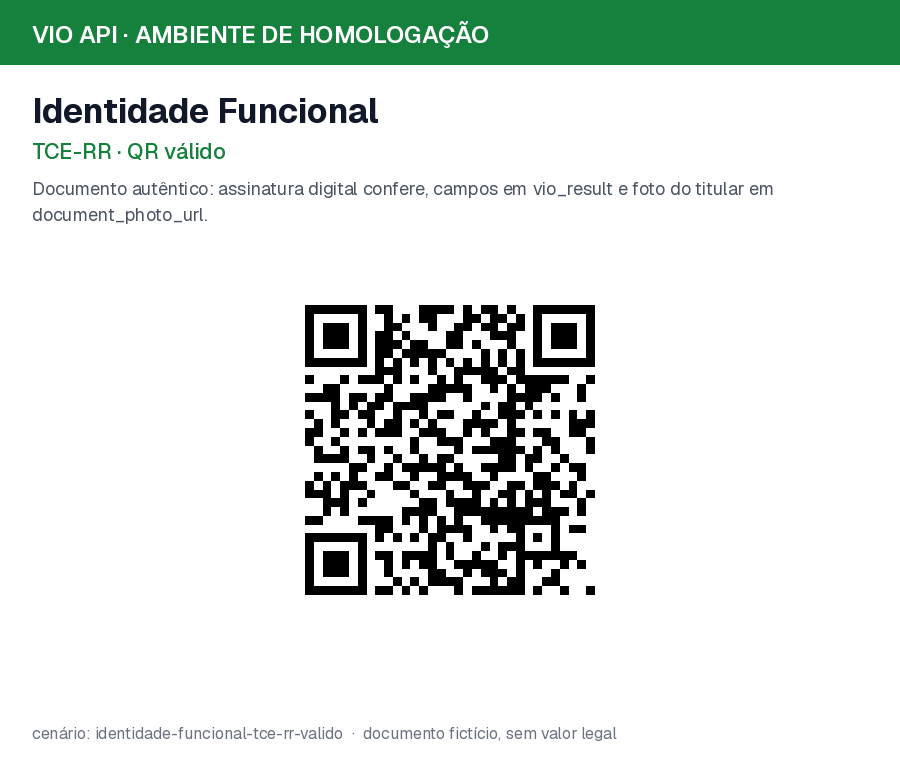 VIO API · AMBIENTE DE HOMOLOGAÇÃO
Identidade Funcional
TCE-RR · QR válido
Documento autêntico: assinatura digital confere, campos em vio_result e foto do titular em
document_photo_url.
cenário: identidade-funcional-tce-rr-valido · documento fictício, sem valor legal